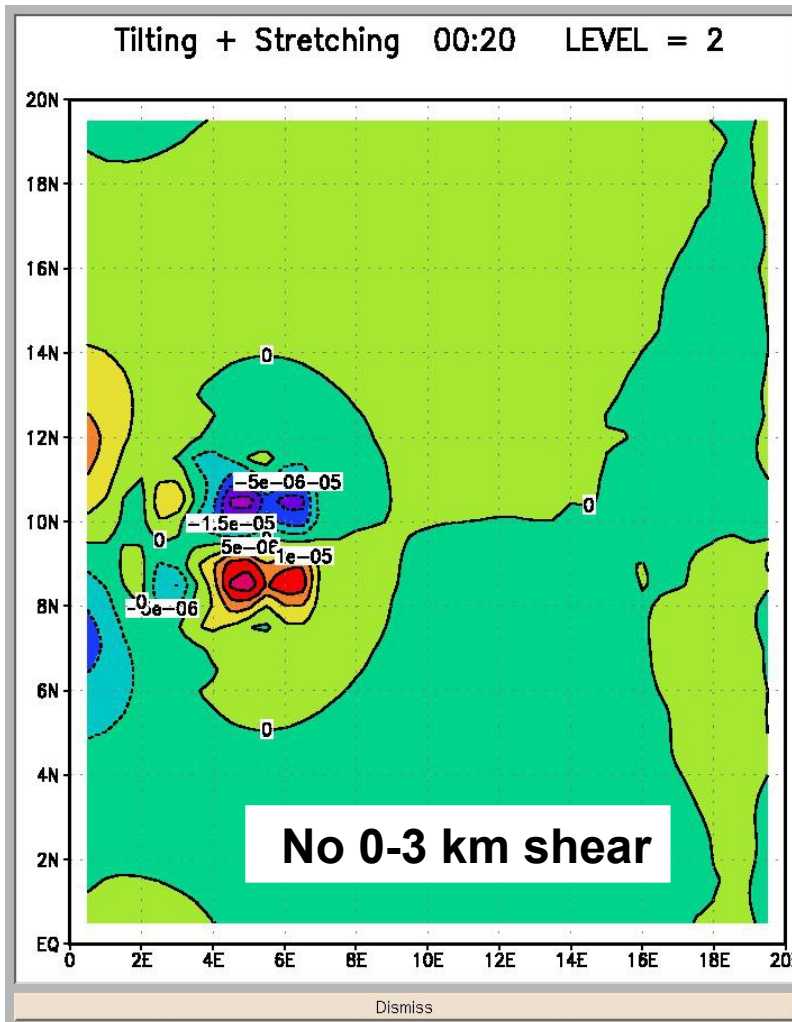 Tilting + Stretching 00:20 LEVEL = 2
20N
18N
16N
14N
12N
10N
8N
6N
4N
2N
EQ
0
0
-5e-06
-05
-1.5e-05
0
0
5e-06
1e-05
0
0
No 0-3 km shear
0 2E 4E 6E 8E 10E 12E 14E 16E 18E 20
Dismiss